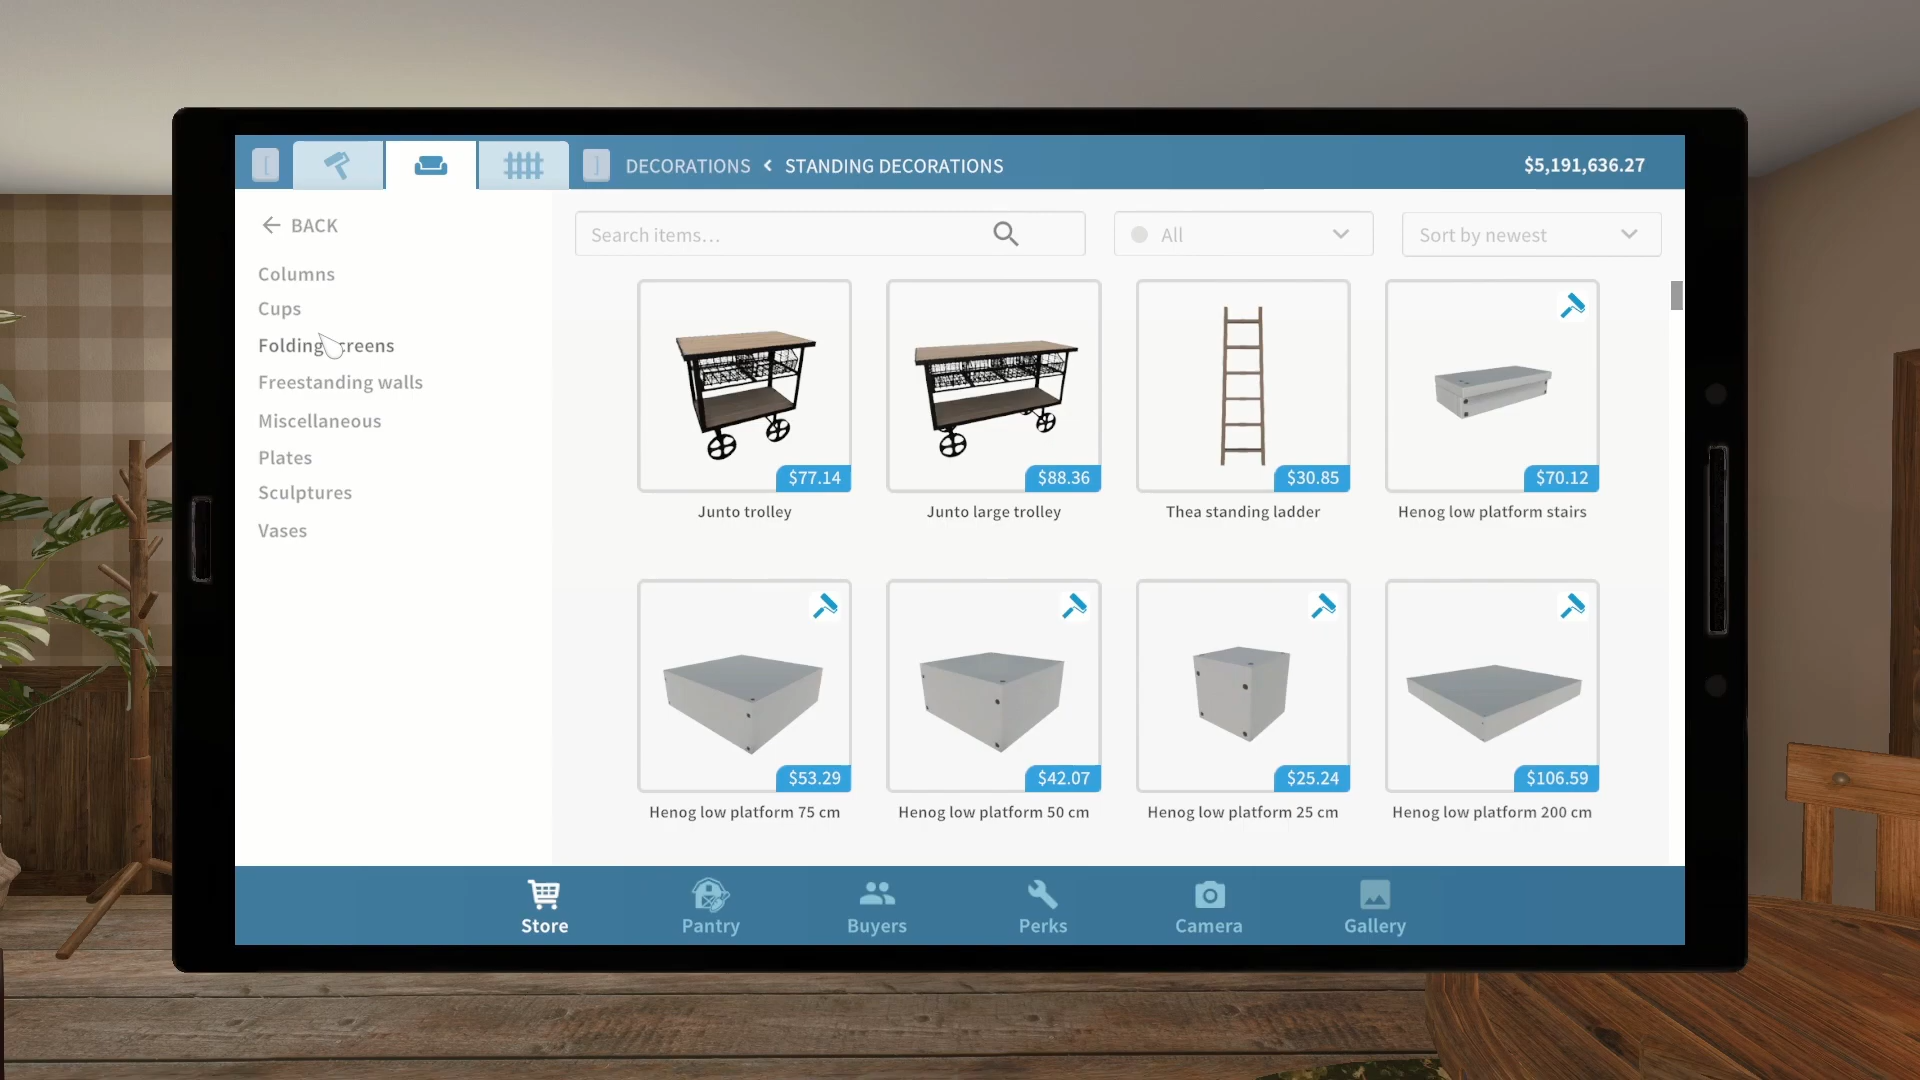 [
]
DECORATIONS < STANDING DECORATIONS
$5,191,636.27
BACK
Columns
Cups
Folding screens
Freestanding walls
Miscellaneous
Plates
Sculptures
Vases
Search items...
All
Sort by newest
$77.14
$88.36
$30.85
$70.12
Junto trolley
Junto large trolley
Thea standing ladder
Henog low platform stairs
$53.29
$42.07
$25.24
$106.59
Henog low platform 75 cm
Henog low platform 50 cm
Henog low platform 25 cm
Henog low platform 200 cm
Store
Pantry
Buyers
Perks
Camera
Gallery